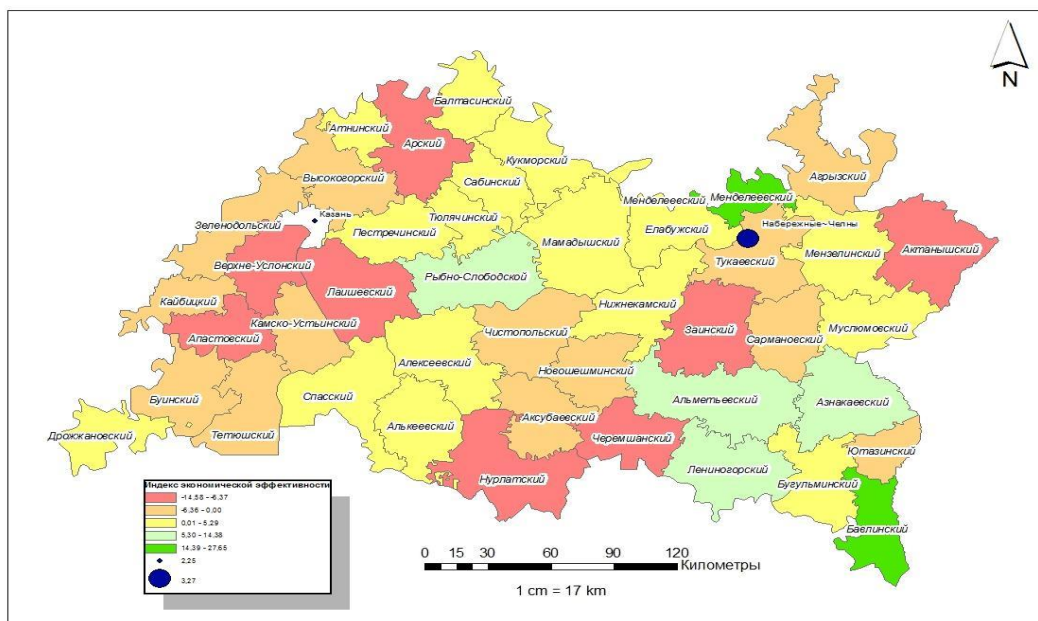 N
Балтасинский
Атнинский
Арский
Кукморский
Высокогорский
Сабинский
Агрызский
Менделеевский
Менделеевский
Казань
Тюлячинский
Зеленодольский
Пестречинский
Елабужский
Набережные-Челны
Мамадышский
Тукаевский
Мензелинский
Актанышский
Верхне-Услонский
Рыбно-Слободской
Лаишевский
Кайбицкий
Нижнекамский
Камско-Устьинский
Чистопольский
Заинский
Муслюмовский
Апастовский
Сармановский
Алексеевский
Новошешминский
Буинский
Спасский
Альметьевский
Азнакаевский
Аксубаевский
Дрожжановский
Тетюшский
Алькеевский
Черемшанский
Ютазинский
Лениногорский
Нурлатский
Бугульминский
Бавлинский
Индекс экономической эффективности
-14,58 - -6,37
-6,36 - 0,00
0,01 - 5,29
5,30 - 14,38
14,39 - 27,65
2,25
3,27
0 15 30 60 90 120
Километры
1 cm = 17 km